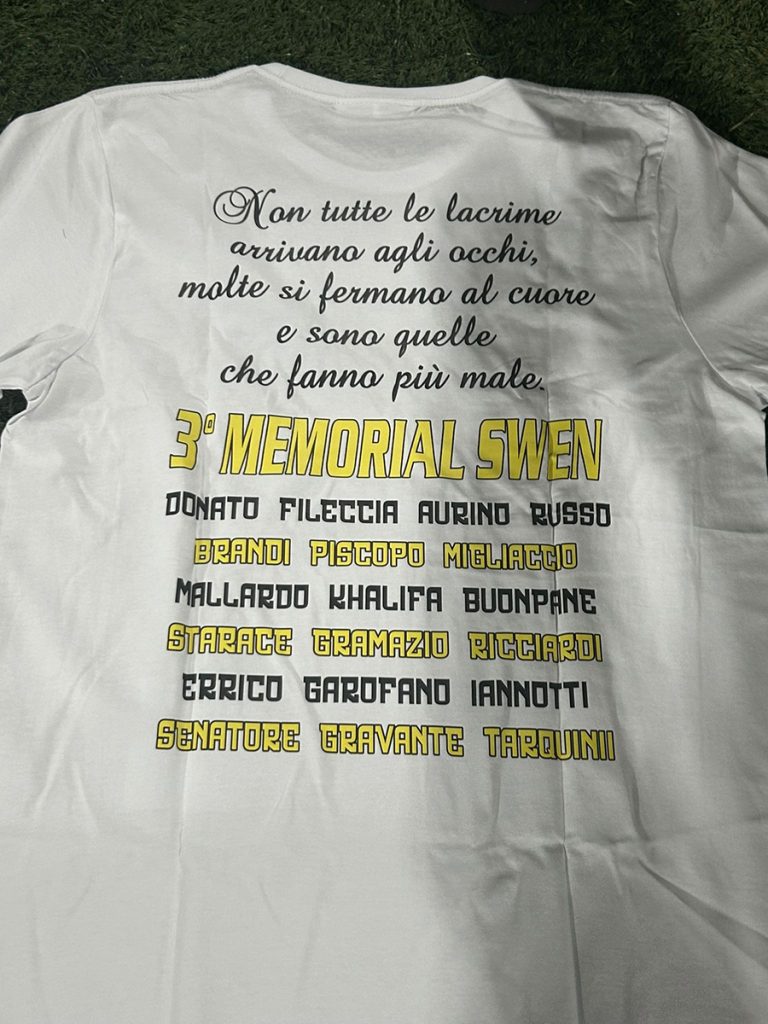 Non tutte le lacrime
arrivano agli occhi,
molte si fermano al cuore
e sono quelle
che fanno più male.
3° MEMORIAL SWEN
DONATO FILECCIA AURINO RUSSO
BRANDI PISCOPO MIGLIACCIO
MALLARDO KHALIFA BUONPANE
STARACE GRAMAZIO RICCIARDI
ERRICO GAROFANO IANNOTTI
SENATORE GRAVANTE TARQUINII